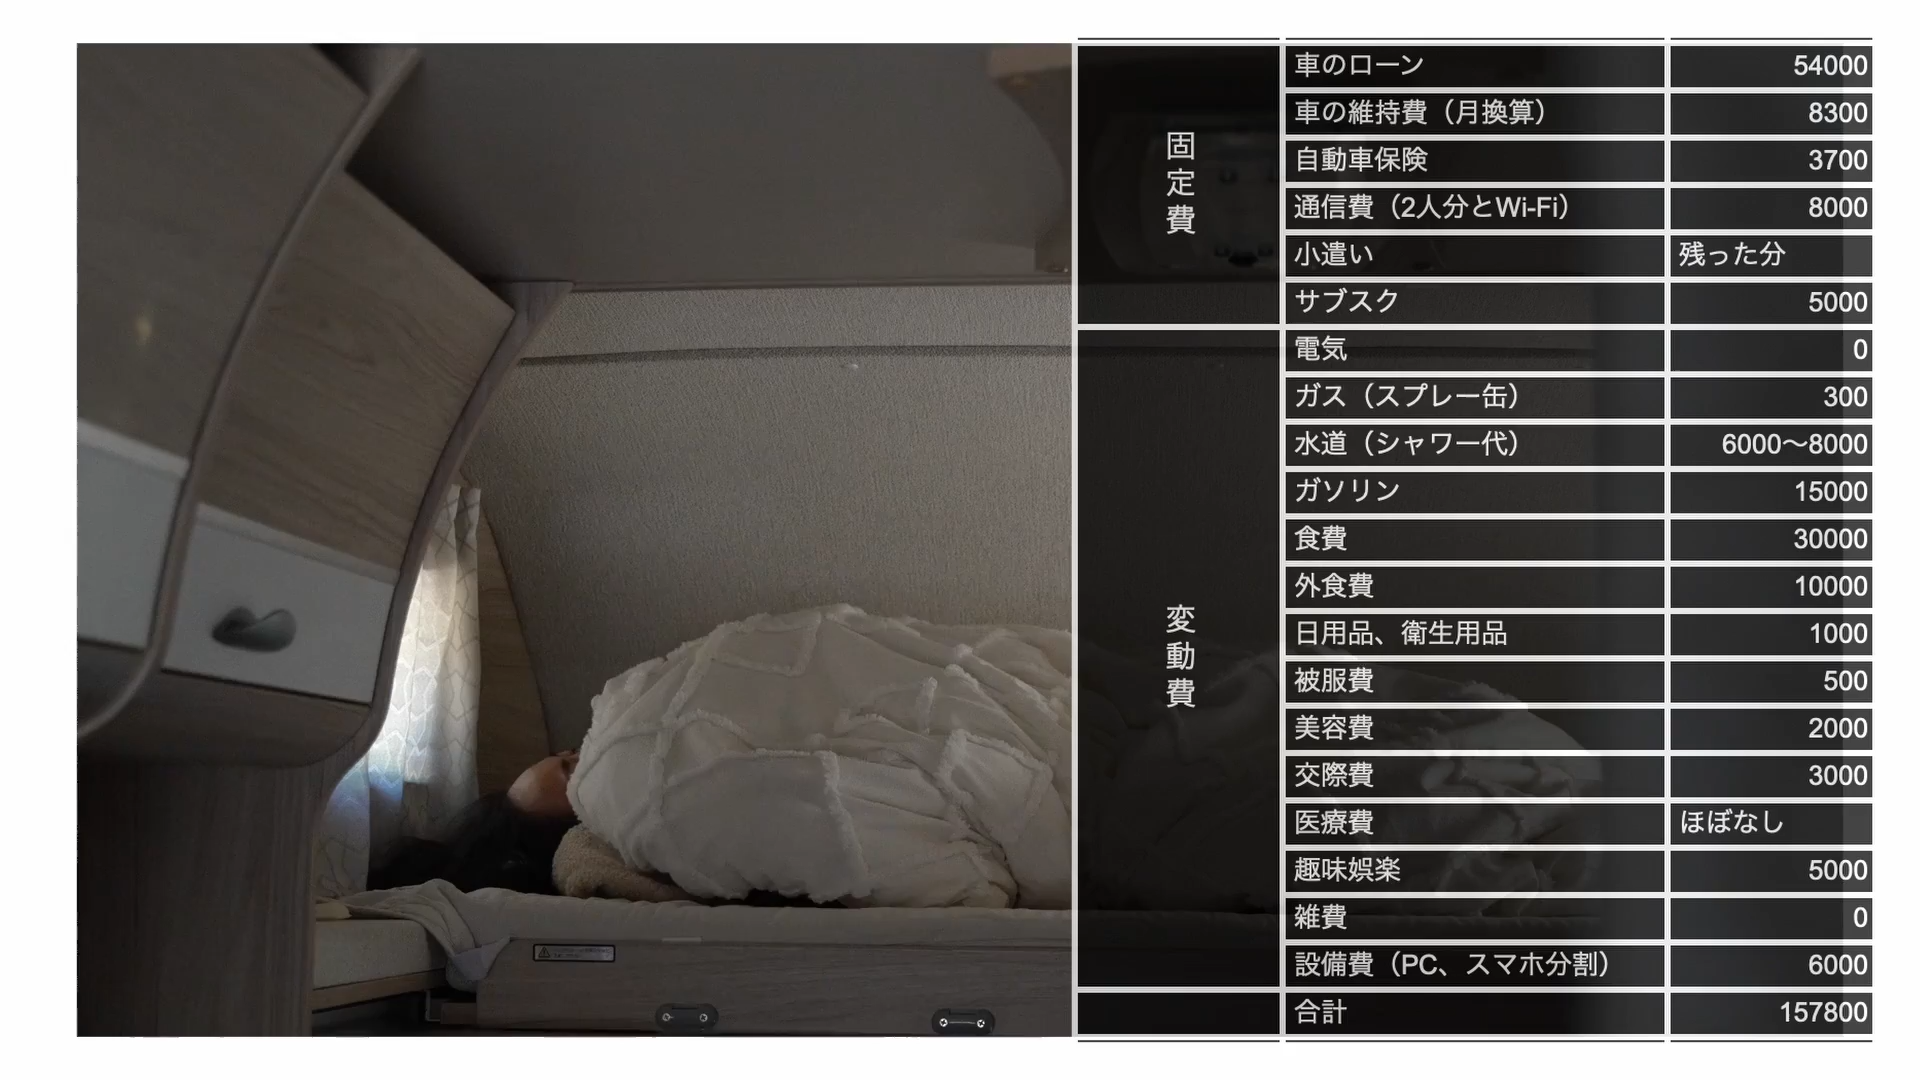 固定費
車のローン 54000
車の維持費（月換算） 8300
自動車保険 3700
通信費（2人分とWi-Fi） 8000
小遣い 残った分
サブスク 5000
変動費
電気 0
ガス（スプレー缶） 300
水道（シャワー代） 6000〜8000
ガソリン 15000
食費 30000
外食費 10000
日用品、衛生用品 1000
被服費 500
美容費 2000
交際費 3000
医療費 ほぼなし
趣味娯楽 5000
雑費 0
設備費（PC、スマホ分割） 6000
合計 157800